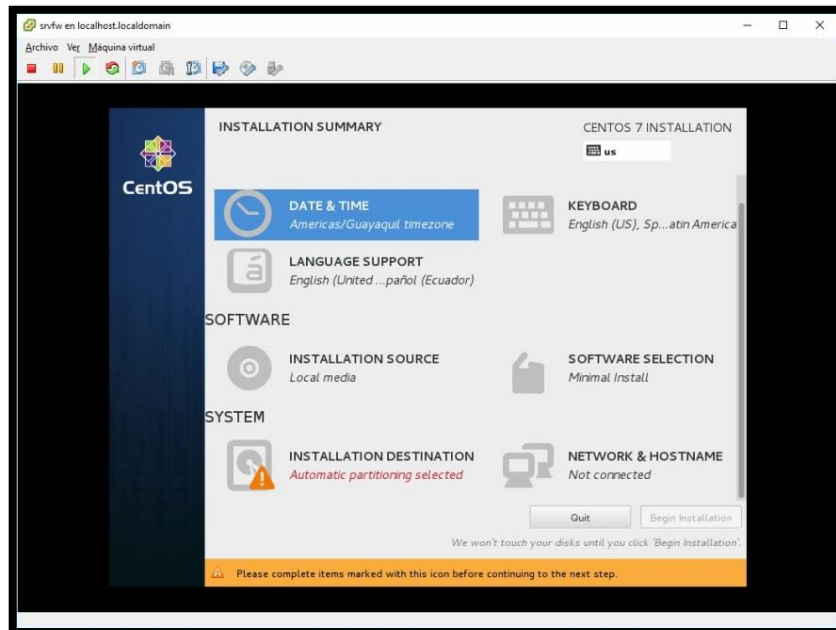 srvfw en localhost.localdomain
Archivo Ver Máquina virtual
INSTALLATION SUMMARY
CENTOS 7 INSTALLATION
us
CentOS
DATE & TIME
Americas/Guayaquil timezone
KEYBOARD
English (US), Sp...atin America
LANGUAGE SUPPORT
English (United ...pañol (Ecuador)
SOFTWARE
INSTALLATION SOURCE
Local media
SOFTWARE SELECTION
Minimal Install
SYSTEM
INSTALLATION DESTINATION
Automatic partitioning selected
NETWORK & HOSTNAME
Not connected
Quit
Begin Installation
We won't touch your disks until you click 'Begin Installation'.
Please complete items marked with this icon before continuing to the next step.